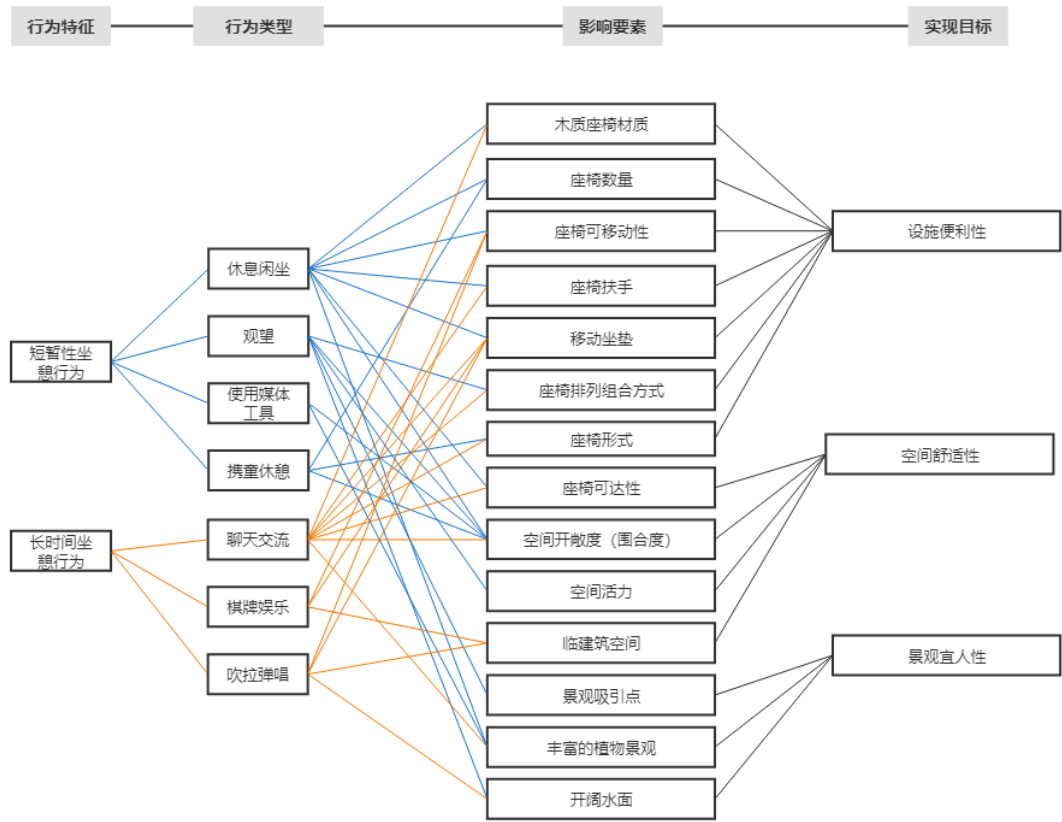 行为特征
行为类型
影响要素
实现目标
短暂性坐
憩行为
长时间坐
憩行为
休息闲坐
观望
使用媒体
工具
携童休憩
聊天交流
棋牌娱乐
吹拉弹唱
木质座椅材质
座椅数量
座椅可移动性
座椅扶手
移动坐垫
座椅排列组合方式
座椅形式
座椅可达性
空间开敞度（围合度）
空间活力
临建筑空间
景观吸引点
丰富的植物景观
开阔水面
设施便利性
空间舒适性
景观宜人性